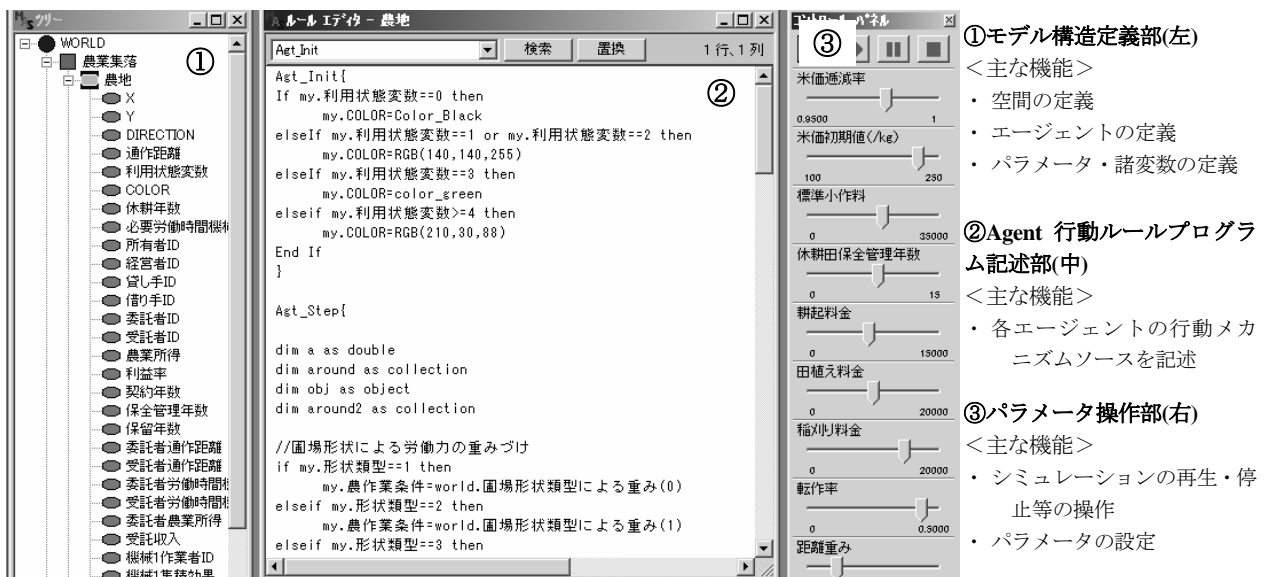 ツリー
WORLD
①
農業集落
農地
X
Y
DIRECTION
通作距離
利用状態変数
COLOR
休耕年数
必要労働時間機械
所有者ID
経営者ID
貸し手ID
借り手ID
委託者ID
受託者ID
農業所得
利益率
契約年数
保全管理年数
保留年数
委託者通作距離
受託者通作距離
委託者労働時間機
受託者労働時間機
委託者農業所得
受託収入
機械1作業者ID
機械1集積効果
ルール エディタ - 農地
Agt_Init
検索
置換
1 行、1 列
②
Agt_Init{
If my.利用状態変数==0 then
my.COLOR=Color_Black
elseIf my.利用状態変数==1 or my.利用状態変数==2 then
my.COLOR=RGB(140,140,255)
elseIf my.利用状態変数==3 then
my.COLOR=color_green
elseif my.利用状態変数>=4 then
my.COLOR=RGB(210,30,88)
End If
}
Agt_Step{
dim a as double
dim around as collection
dim obj as object
dim around2 as collection
//圃場形状による労働力の重みづけ
if my.形状類型==1 then
my.農作業条件=world.圃場形状類型による重み(0)
elseif my.形状類型==2 then
my.農作業条件=world.圃場形状類型による重み(1)
elseif my.形状類型==3 then
コントロール パネル
③
米価逓減率
0.9500 1
米価初期値(/kg)
100 250
標準小作料
0 35000
休耕田保全管理年数
0 15
耕起料金
0 15000
田植え料金
0 20000
稲刈り料金
0 20000
転作率
0 0.5000
距離重み
①モデル構造定義部(左)
<主な機能>
・ 空間の定義
・ エージェントの定義
・ パラメータ・諸変数の定義
②Agent 行動ルールプログラ
ム記述部(中)
<主な機能>
・ 各エージェントの行動メカ
ニズムソースを記述
③パラメータ操作部(右)
<主な機能>
・ シミュレーションの再生・停
止等の操作
・ パラメータの設定